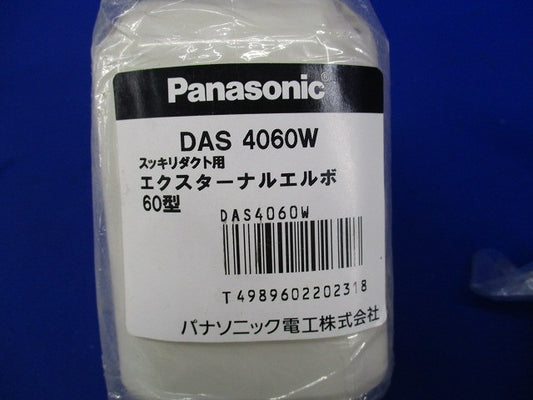 Panasonic
DAS 4060W
スッキリダクト用
エクスターナルエルボ
60型
DAS4060W
T4989602202318
パナソニック電工株式会社